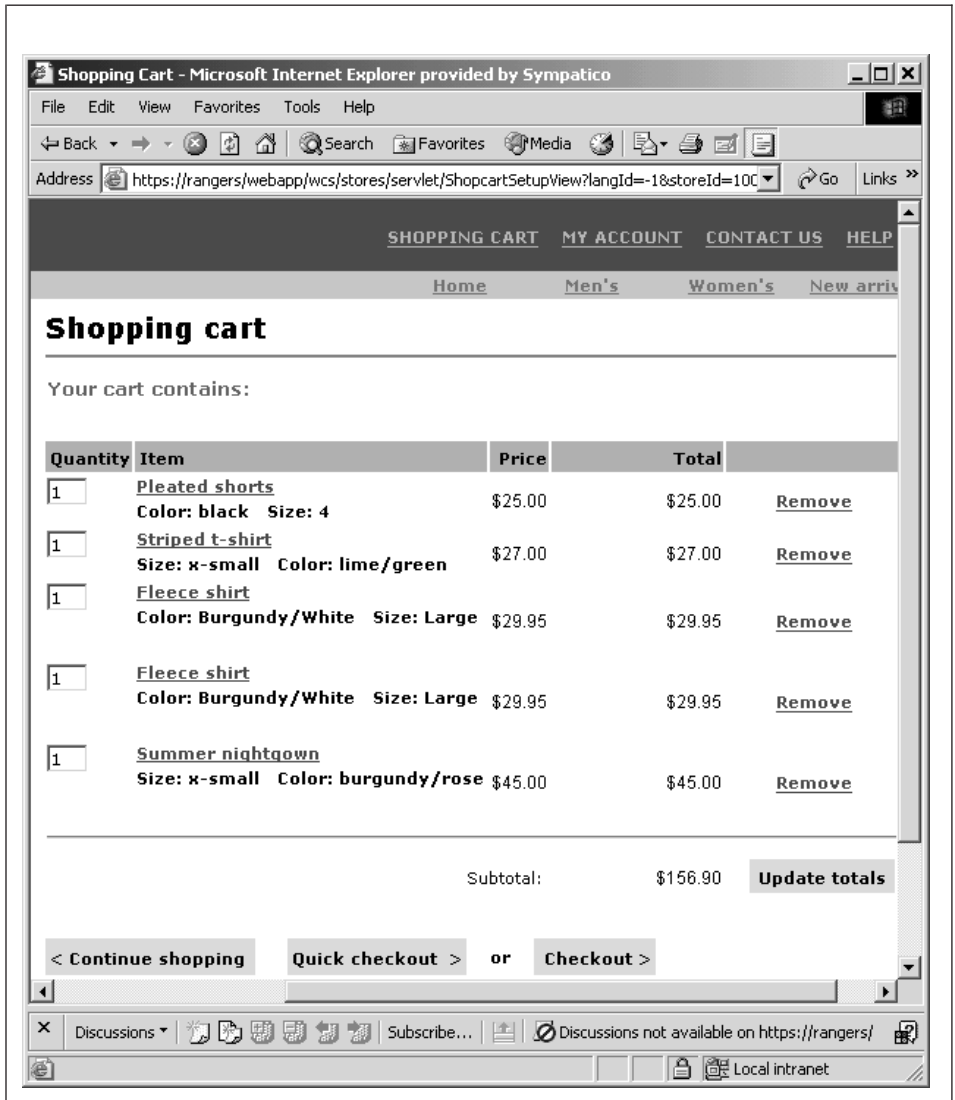 Shopping Cart - Microsoft Internet Explorer provided by Sympatico
File Edit View Favorites Tools Help
Back Search Favorites Media
Address https://rangers/webapp/wcs/stores/servlet/ShopcartSetupView?langId=-1&storeId=100 Go Links »
SHOPPING CART MY ACCOUNT CONTACT US HELP
Home Men's Women's New arriv
Shopping cart
Your cart contains:
Quantity Item Price Total
1 Pleated shorts
Color: black Size: 4 $25.00 $25.00 Remove
1 Striped t-shirt
Size: x-small Color: lime/green $27.00 $27.00 Remove
1 Fleece shirt
Color: Burgundy/White Size: Large $29.95 $29.95 Remove
1 Fleece shirt
Color: Burgundy/White Size: Large $29.95 $29.95 Remove
1 Summer nightgown
Size: x-small Color: burgundy/rose $45.00 $45.00 Remove
Subtotal: $156.90 Update totals
< Continue shopping Quick checkout > or Checkout >
Discussions Subscribe... Discussions not available on https://rangers/
Local intranet